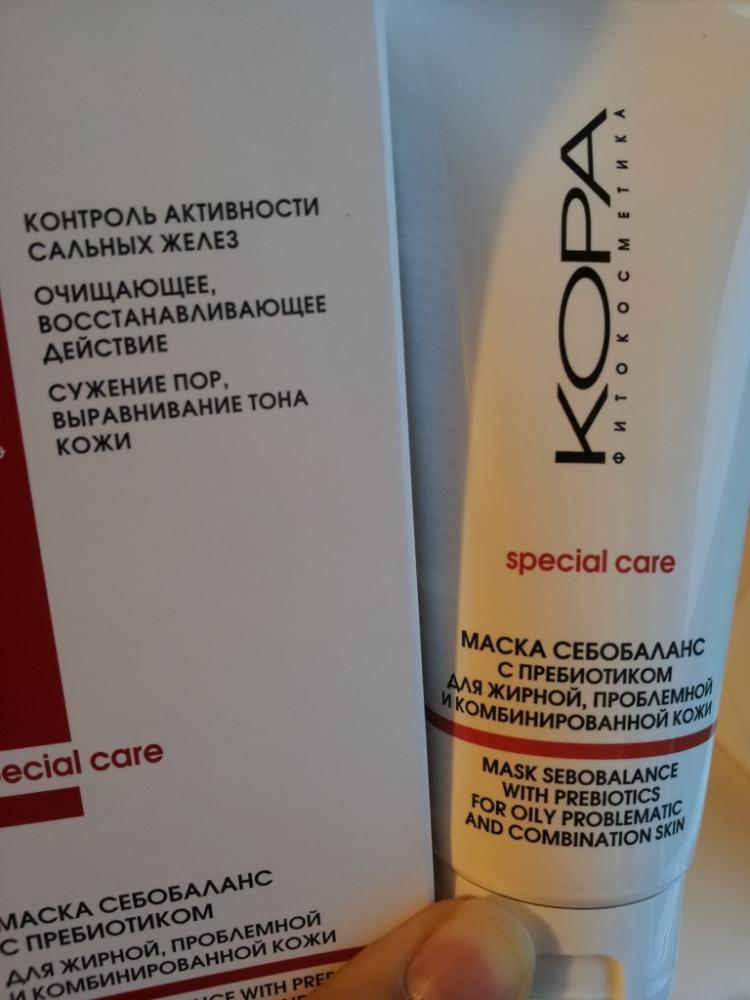 КОНТРОЛЬ АКТИВНОСТИ
САЛЬНЫХ ЖЕЛЕЗ
ОЧИЩАЮЩЕЕ,
ВОССТАНАВЛИВАЮЩЕЕ
ДЕЙСТВИЕ
СУЖЕНИЕ ПОР,
ВЫРАВНИВАНИЕ ТОНА
КОЖИ
ecial care
МАСКА СЕБОБАЛАНС
С ПРЕБИОТИКОМ
ДЛЯ ЖИРНОЙ, ПРОБЛЕМНОЙ
И КОМБИНИРОВАННОЙ КОЖИ
WITH
КОРА
ФИТОКОСМЕТИКА
special care
МАСКА СЕБОБАЛАНС
С ПРЕБИОТИКОМ
ДЛЯ ЖИРНОЙ, ПРОБЛЕМНОЙ
И КОМБИНИРОВАННОЙ КОЖИ
MASK SEBOBALANCE
WITH PREBIOTICS
FOR OILY PROBLEMATIC
AND COMBINATION SKIN